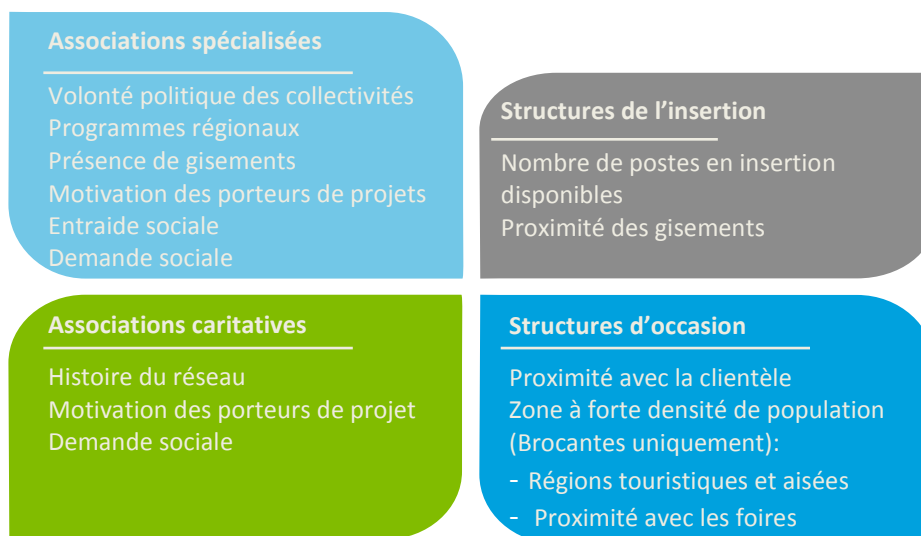 Associations spécialisées
Volonté politique des collectivités
Programmes régionaux
Présence de gisements
Motivation des porteurs de projets
Entraide sociale
Demande sociale
Structures de l’insertion
Nombre de postes en insertion
disponibles
Proximité des gisements
Associations caritatives
Histoire du réseau
Motivation des porteurs de projet
Demande sociale
Structures d’occasion
Proximité avec la clientèle
Zone à forte densité de population
(Brocantes uniquement):
- Régions touristiques et aisées
- Proximité avec les foires